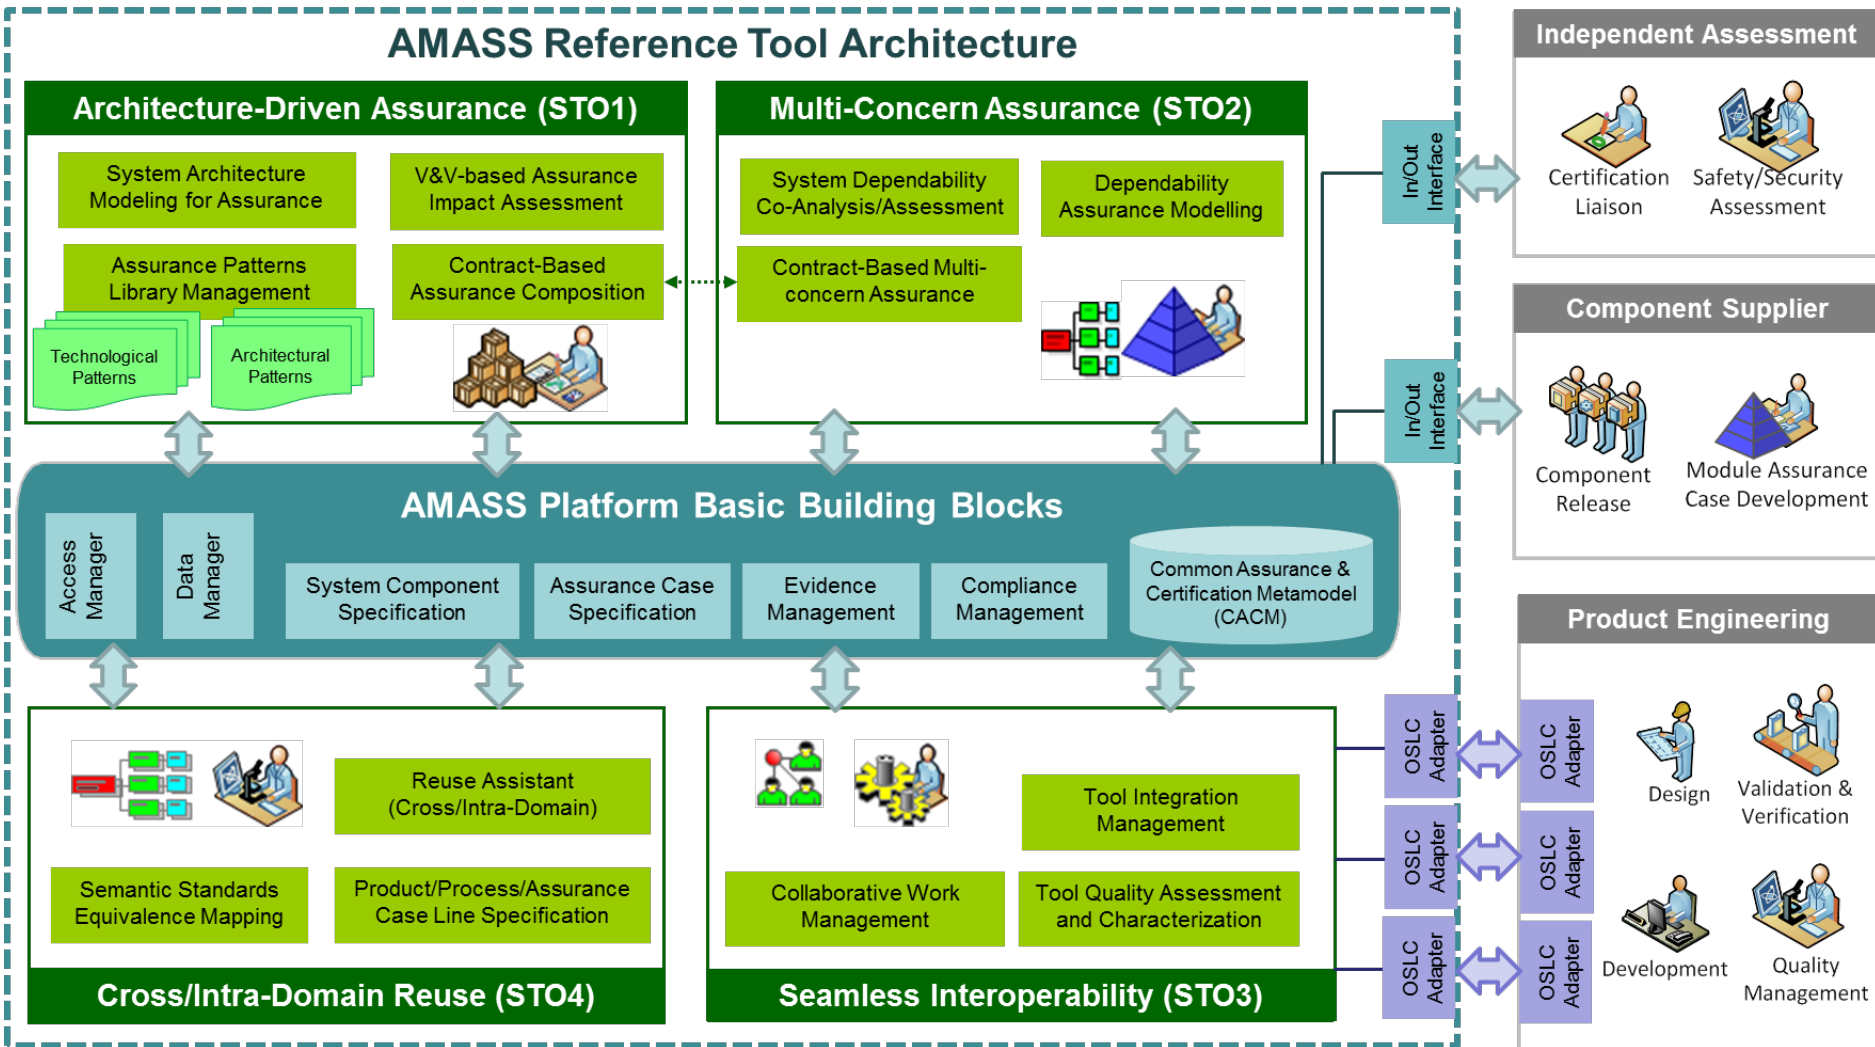 AMASS Reference Tool Architecture
Architecture-Driven Assurance (STO1)
System Architecture
Modeling for Assurance
V&V-based Assurance
Impact Assessment
Assurance Patterns
Library Management
Contract-Based
Assurance Composition
Technological
Patterns
Architectural
Patterns
Multi-Concern Assurance (STO2)
System Dependability
Co-Analysis/Assessment
Dependability
Assurance Modelling
Contract-Based Multi-
concern Assurance
In/Out
Interface
In/Out
Interface
Independent Assessment
Certification
Liaison
Safety/Security
Assessment
Component Supplier
Component
Release
Module Assurance
Case Development
AMASS Platform Basic Building Blocks
Access
Manager
Data
Manager
System Component
Specification
Assurance Case
Specification
Evidence
Management
Compliance
Management
Common Assurance &
Certification Metamodel
(CACM)
Reuse Assistant
(Cross/Intra-Domain)
Semantic Standards
Equivalence Mapping
Product/Process/Assurance
Case Line Specification
Cross/Intra-Domain Reuse (STO4)
Tool Integration
Management
Collaborative Work
Management
Tool Quality Assessment
and Characterization
Seamless Interoperability (STO3)
OSLC
Adapter
OSLC
Adapter
OSLC
Adapter
Product Engineering
OSLC
Adapter
OSLC
Adapter
OSLC
Adapter
Design
Validation &
Verification
Development
Quality
Management